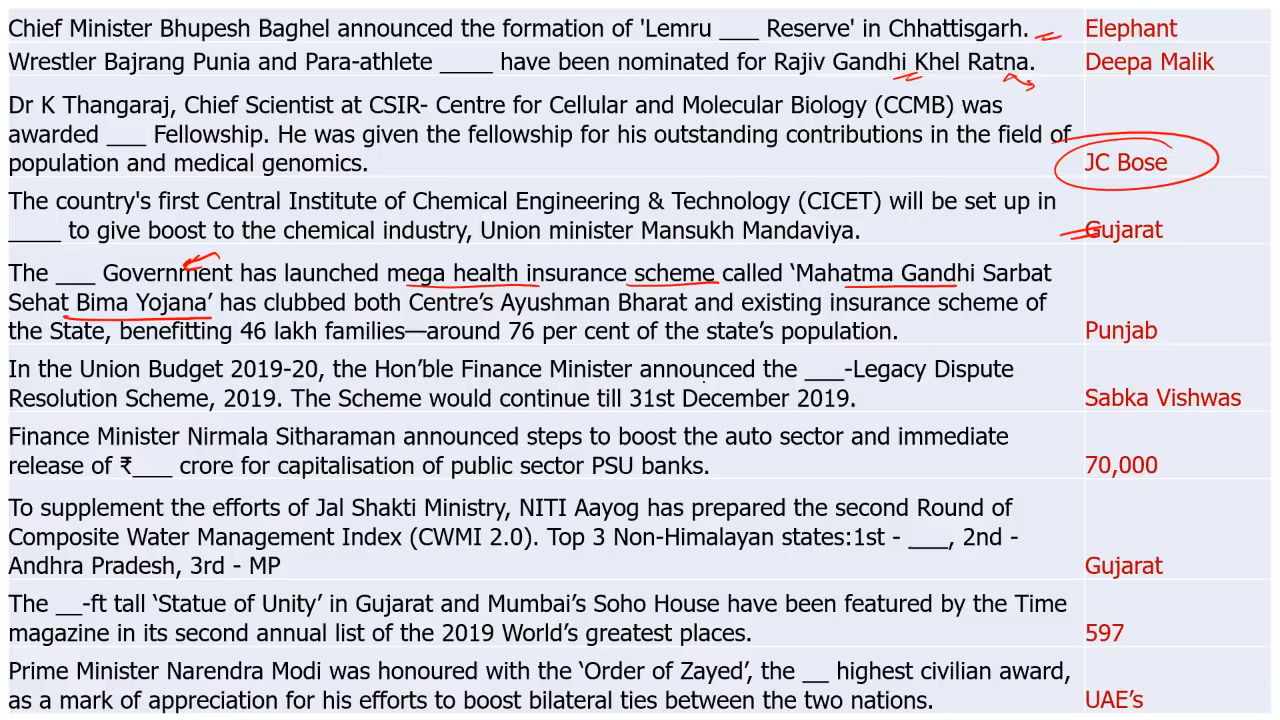 Chief Minister Bhupesh Baghel announced the formation of 'Lemru ___ Reserve' in Chhattisgarh. Elephant
Wrestler Bajrang Punia and Para-athlete ____ have been nominated for Rajiv Gandhi Khel Ratna. Deepa Malik
Dr K Thangaraj, Chief Scientist at CSIR- Centre for Cellular and Molecular Biology (CCMB) was
awarded ___ Fellowship. He was given the fellowship for his outstanding contributions in the field of
population and medical genomics. JC Bose
The country's first Central Institute of Chemical Engineering & Technology (CICET) will be set up in
____ to give boost to the chemical industry, Union minister Mansukh Mandaviya. Gujarat
The ___ Government has launched mega health insurance scheme called ‘Mahatma Gandhi Sarbat
Sehat Bima Yojana’ has clubbed both Centre’s Ayushman Bharat and existing insurance scheme of
the State, benefitting 46 lakh families—around 76 per cent of the state’s population. Punjab
In the Union Budget 2019-20, the Hon’ble Finance Minister announced the ___-Legacy Dispute
Resolution Scheme, 2019. The Scheme would continue till 31st December 2019. Sabka Vishwas
Finance Minister Nirmala Sitharaman announced steps to boost the auto sector and immediate
release of ₹___ crore for capitalisation of public sector PSU banks. 70,000
To supplement the efforts of Jal Shakti Ministry, NITI Aayog has prepared the second Round of
Composite Water Management Index (CWMI 2.0). Top 3 Non-Himalayan states:1st - ___, 2nd -
Andhra Pradesh, 3rd - MP Gujarat
The __-ft tall ‘Statue of Unity’ in Gujarat and Mumbai’s Soho House have been featured by the Time
magazine in its second annual list of the 2019 World’s greatest places. 597
Prime Minister Narendra Modi was honoured with the ‘Order of Zayed’, the __ highest civilian award,
as a mark of appreciation for his efforts to boost bilateral ties between the two nations. UAE’s